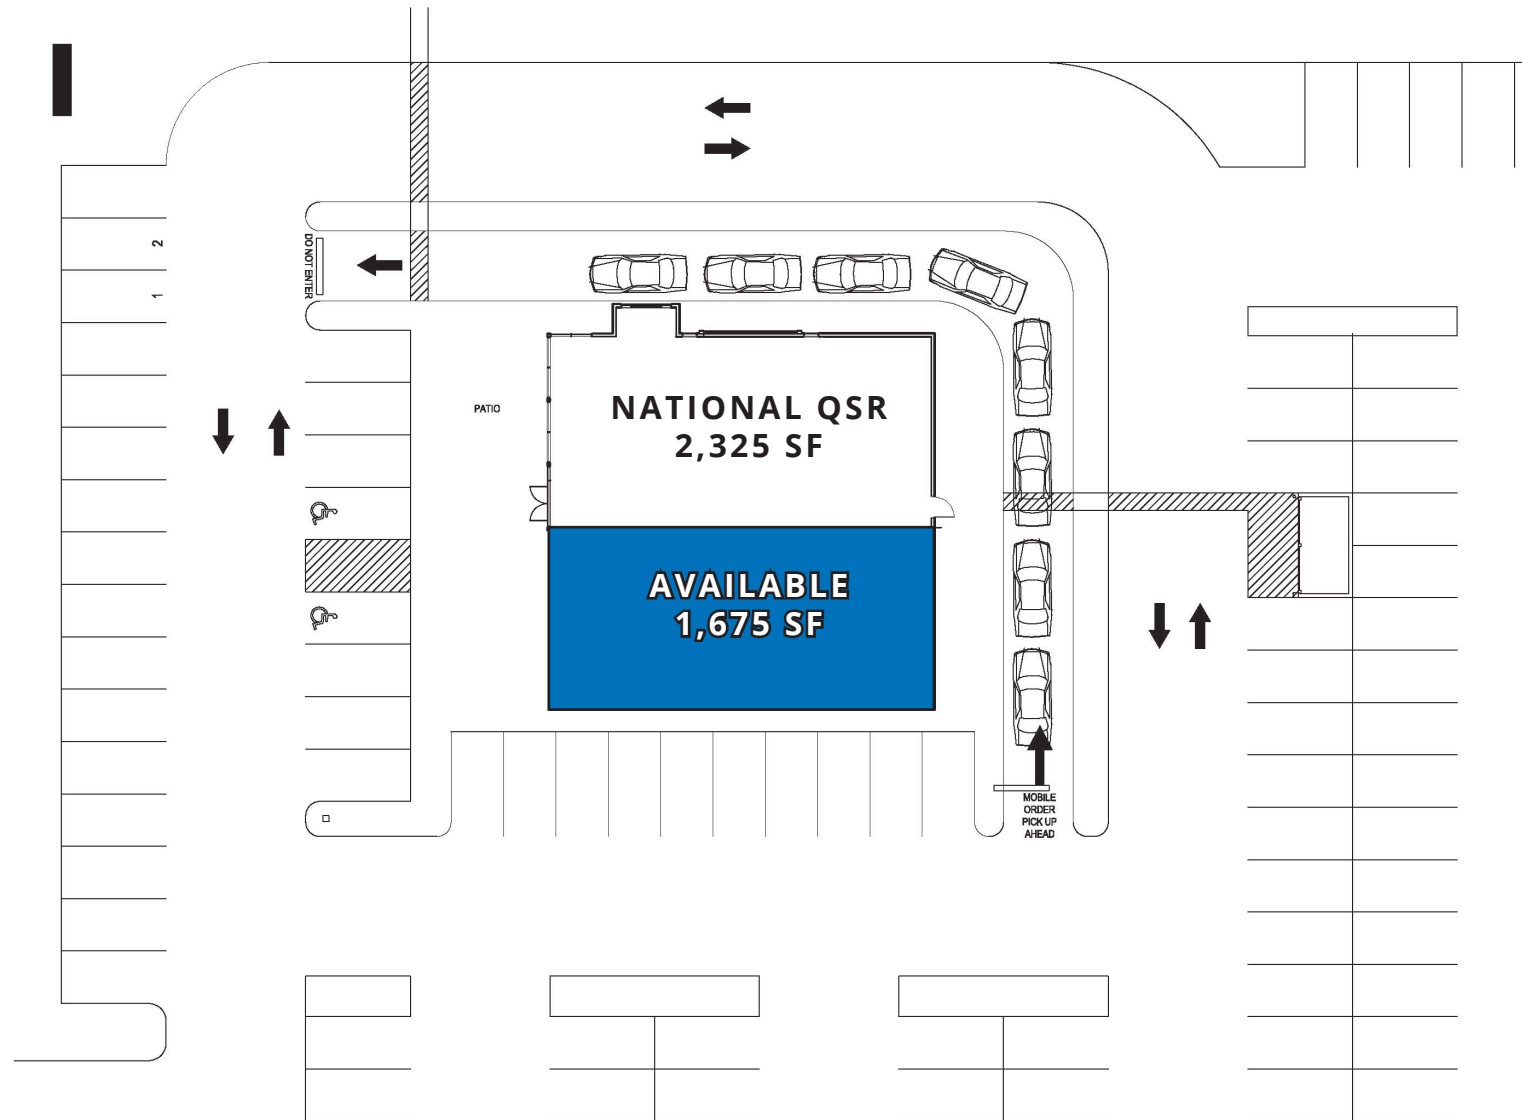 2
1
DO NOT ENTER
PATIO
NATIONAL QSR
2,325 SF
AVAILABLE
1,675 SF
MOBILE
ORDER
PICK UP
AHEAD